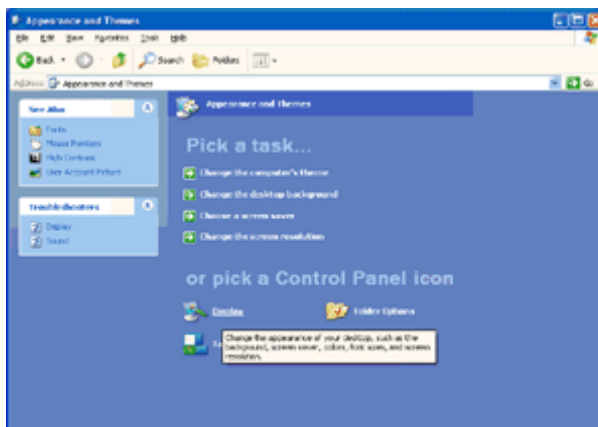 Appearance and Themes
File Edit View Favorites Tools Help
Back Search Folders
Address Appearance and Themes Go
See Also
Fonts
Mouse Pointers
High Contrast
User Account Picture
Troubleshooters
Display
Sound
Appearance and Themes
Pick a task...
Change the computer's theme
Change the desktop background
Choose a screen saver
Change the screen resolution
or pick a Control Panel icon
Display Folder Options
Change the appearance of your desktop, such as the
background, screen saver, colors, font sizes, and screen
resolution.